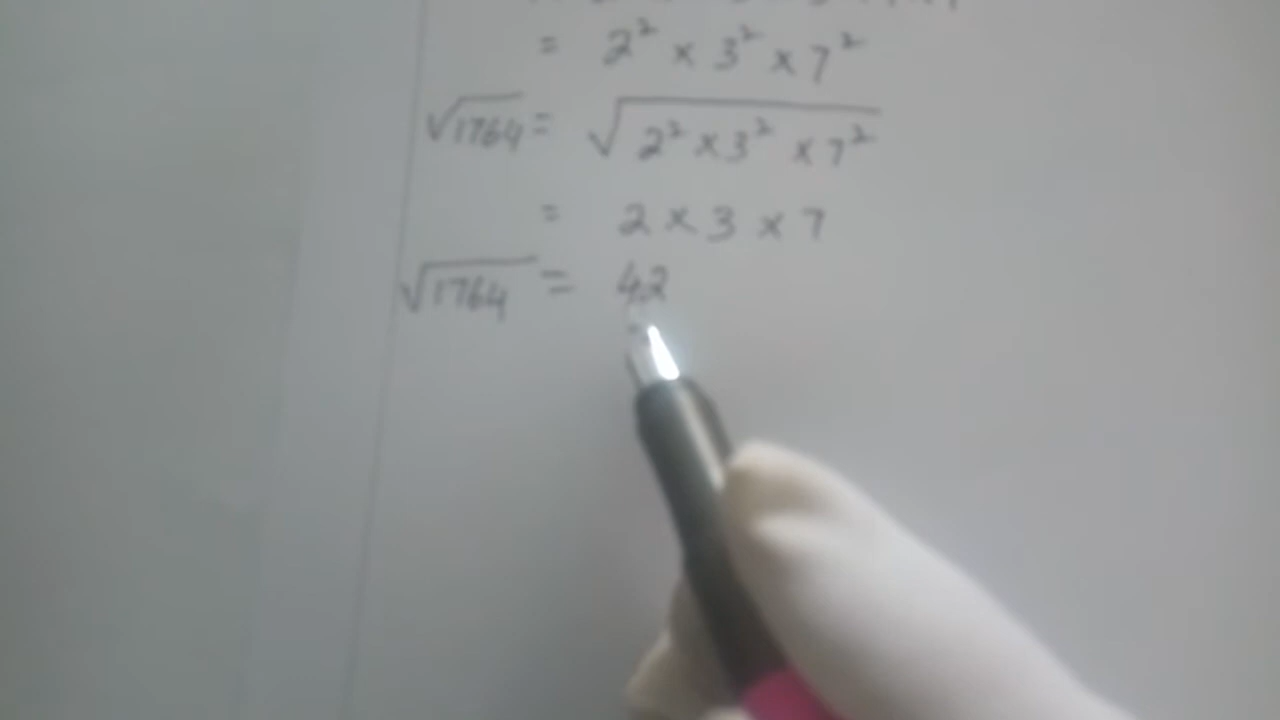 = 2² × 3² × 7²
√1764 = √2² × 3² × 7²
= 2 × 3 × 7
√1764 = 42